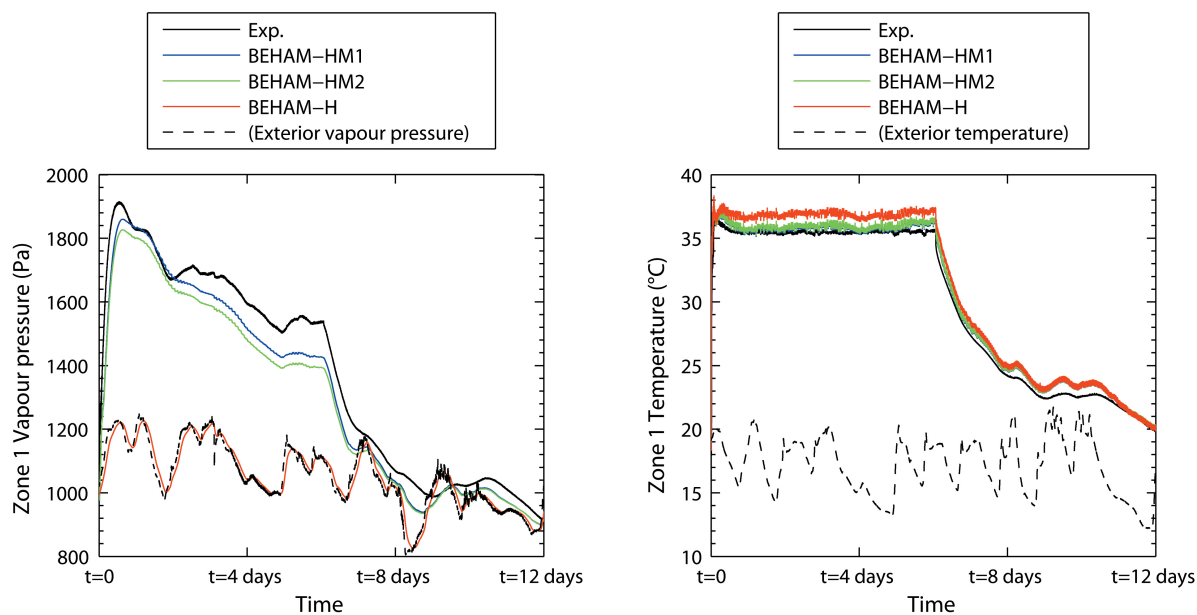 Exp.
BEHAM−HM1
BEHAM−HM2
BEHAM−H
(Exterior vapour pressure)
Zone 1 Vapour pressure (Pa)
2000
1800
1600
1400
1200
1000
800
t=0
t=4 days
t=8 days
t=12 days
Time
Exp.
BEHAM−HM1
BEHAM−HM2
BEHAM−H
(Exterior temperature)
Zone 1 Temperature (°C)
40
35
30
25
20
15
10
t=0
t=4 days
t=8 days
t=12 days
Time